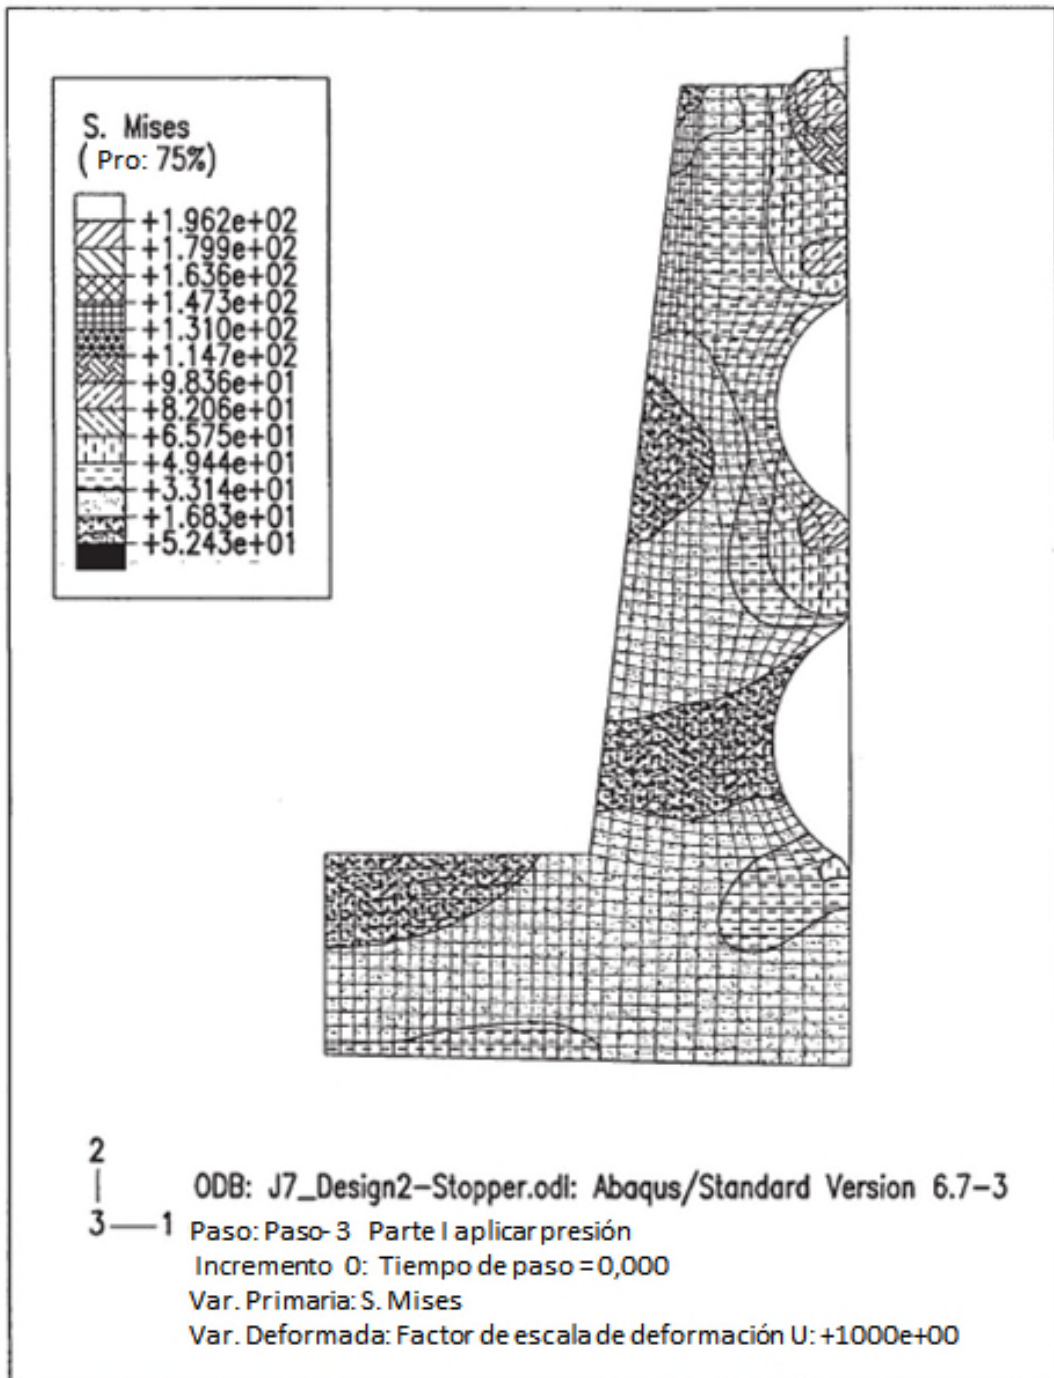 S. Mises
( Pro: 75%)
+1.962e+02
+1.799e+02
+1.636e+02
+1.473e+02
+1.310e+02
+1.147e+02
+9.836e+01
+8.206e+01
+6.575e+01
+4.944e+01
+3.314e+01
+1.683e+01
+5.243e+01
2
3 1
ODB: J7_Design2-Stopper.odl: Abaqus/Standard Version 6.7-3
Paso: Paso-3 Parte I aplicar presión
Incremento 0: Tiempo de paso = 0,000
Var. Primaria: S. Mises
Var. Deformada: Factor de escala de deformación U: +1000e+00